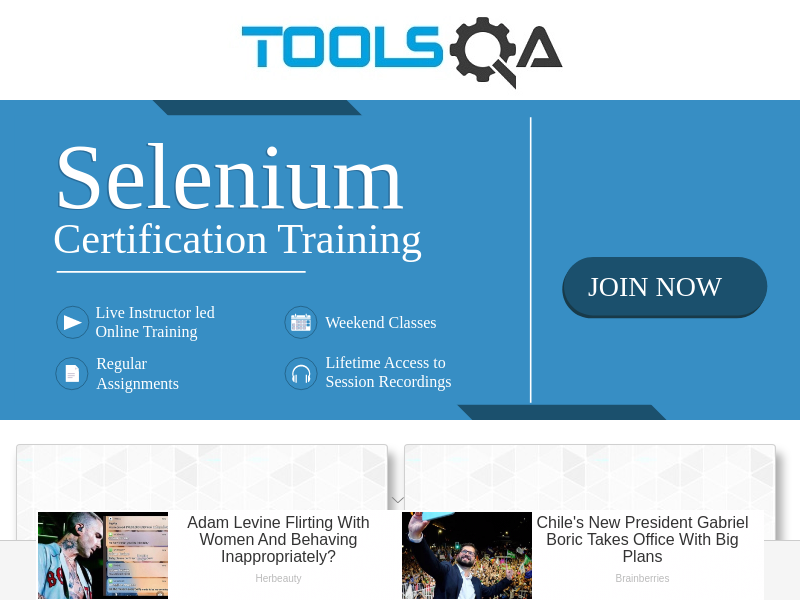 TOOLSQA
Selenium
Certification Training
Live Instructor led
Online Training
Weekend Classes
Regular
Assignments
Lifetime Access to
Session Recordings
JOIN NOW
Adam Levine Flirting With
Women And Behaving
Inappropriately?
Herbeauty
Chile's New President Gabriel
Boric Takes Office With Big
Plans
Brainberries